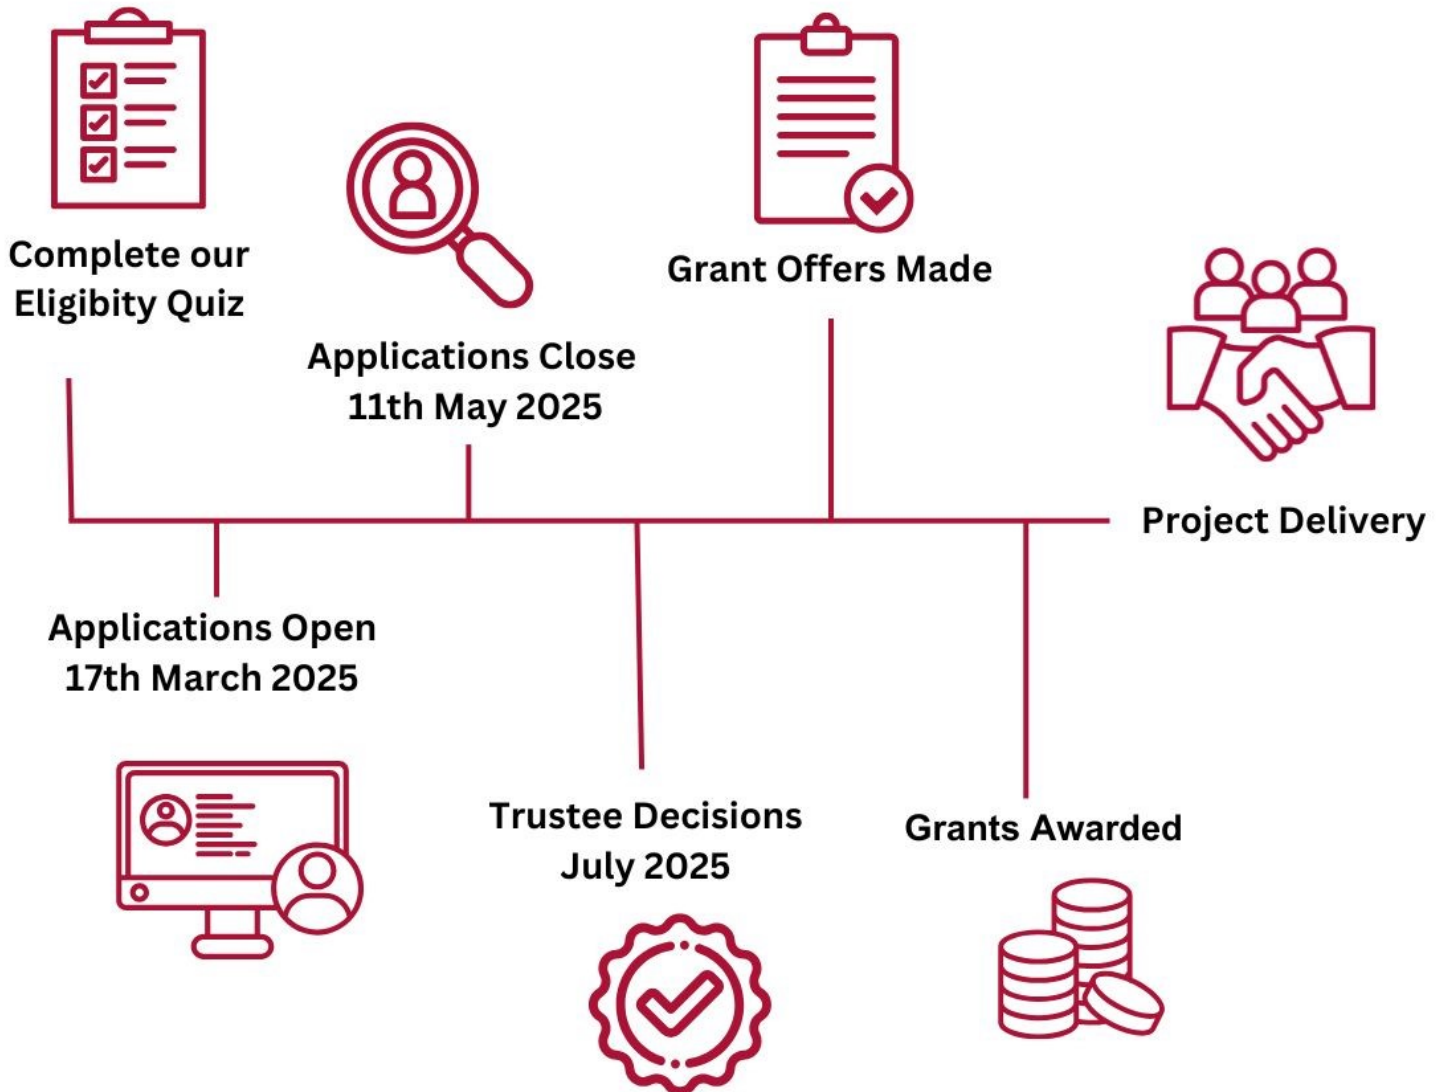 Complete our
Eligibity Quiz
Applications Open
17th March 2025
Applications Close
11th May 2025
Trustee Decisions
July 2025
Grant Offers Made
Grants Awarded
Project Delivery